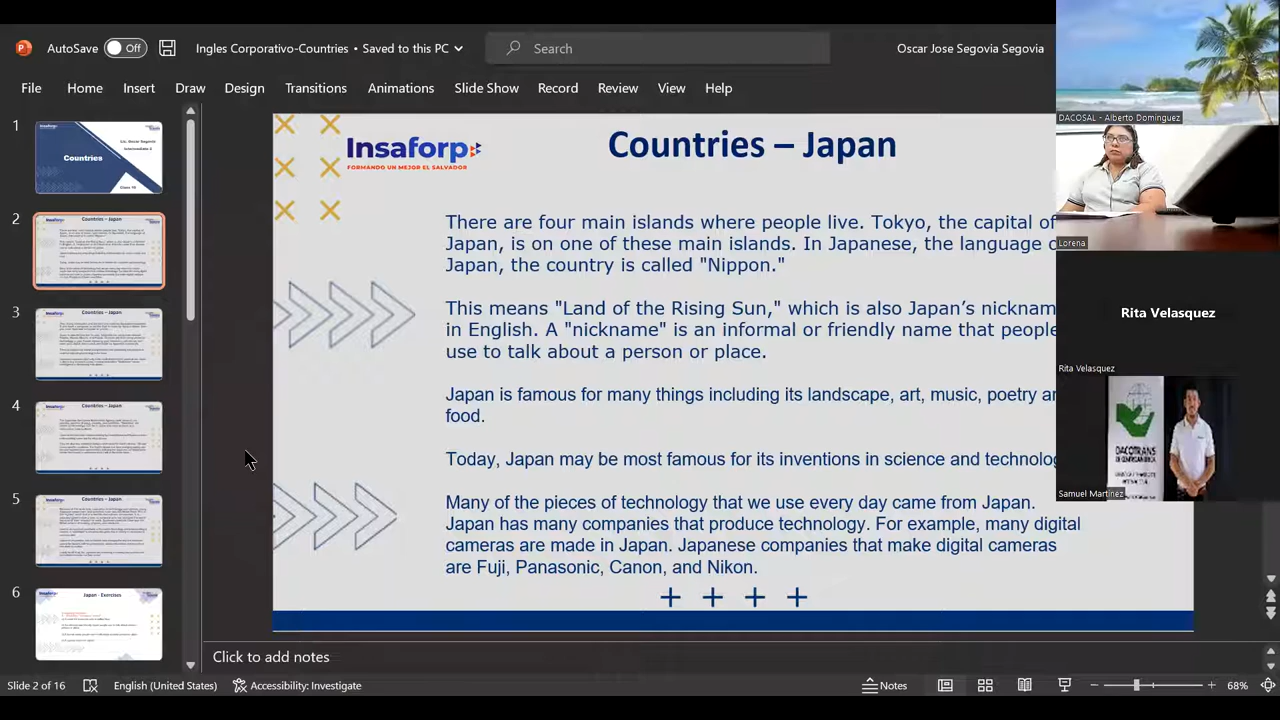 AutoSave Off Ingles Corporativo-Countries • Saved to this PC Search Oscar Jose Segovia Segovia
File Home Insert Draw Design Transitions Animations Slide Show Record Review View Help
DACOSAL - Alberto Dominguez
Lorena
Rita Velasquez
Rita Velasquez
DACOTRANS
Samuel Martinez
1
Countries
2
Countries – Japan
3
Countries – Japan
4
Countries – Japan
5
Countries – Japan
6
Japan - Exercises
Insaforp
FORMANDO UN MEJOR EL SALVADOR
Countries – Japan
There are four main islands where people live. Tokyo, the capital of
Japan, is on one of these main islands. In Japanese, the language o
Japan, the country is called "Nippon."
This means "Land of the Rising Sun," which is also Japan’s nicknam
in English. A "nickname" is an informal or friendly name that people
use to talk about a person or place.
Japan is famous for many things including its landscape, art, music, poetry an
food.
Today, Japan may be most famous for its inventions in science and technolog
Many of the pieces of technology that we use every day came from Japan.
Japan has many companies that produce technology. For example, many digital
cameras are made in Japan. Japanese companies that make digital cameras
are Fuji, Panasonic, Canon, and Nikon.
Click to add notes
Slide 2 of 16 English (United States) Accessibility: Investigate Notes 68%